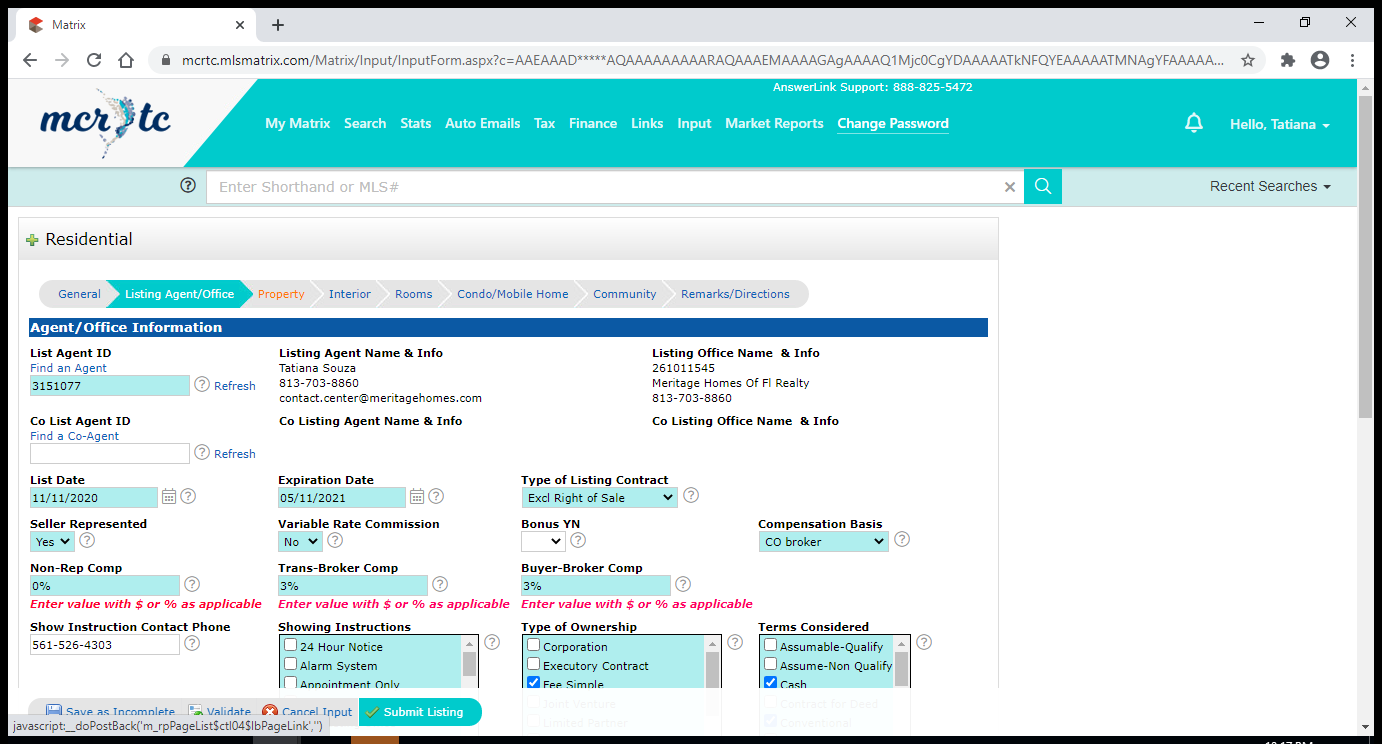 Matrix
mcrtc.mlsmatrix.com/Matrix/Input/InputForm.aspx?c=AAEAAAD*****AQAAAAAAAAARAQAAAEMAAAAGAgAAAAQ1Mjc0CgYDAAAAATkNFQYEAAAAATMNAgYFAAAAA...
AnswerLink Support: 888-825-5472
mcr tc
My Matrix Search Stats Auto Emails Tax Finance Links Input Market Reports Change Password
Hello, Tatiana
Enter Shorthand or MLS#
Recent Searches
Residential
General Listing Agent/Office Property Interior Rooms Condo/Mobile Home Community Remarks/Directions
Agent/Office Information
List Agent ID Listing Agent Name & Info Listing Office Name & Info
Find an Agent Tatiana Souza 261011545
3151077 Refresh 813-703-8860 Meritage Homes Of Fl Realty
contact.center@meritagehomes.com 813-703-8860
Co List Agent ID Co Listing Agent Name & Info Co Listing Office Name & Info
Find a Co-Agent
Refresh
List Date Expiration Date Type of Listing Contract
11/11/2020 05/11/2021 Excl Right of Sale
Seller Represented Variable Rate Commission Bonus YN Compensation Basis
Yes No CO broker
Non-Rep Comp Trans-Broker Comp Buyer-Broker Comp
0% 3% 3%
Enter value with $ or % as applicable Enter value with $ or % as applicable Enter value with $ or % as applicable
Show Instruction Contact Phone Showing Instructions Type of Ownership Terms Considered
561-526-4303 24 Hour Notice Corporation Assumable-Qualify
Alarm System Executory Contract Assume-Non Qualify
Appointment Only Fee Simple Cash
Joint Venture Contract for Deed
Limited Partner Conventional
Save as Incomplete Validate Cancel Input Submit Listing
javascript:__doPostBack('m_rpPageList$ctl04$lbPageLink','')
10:17 PM